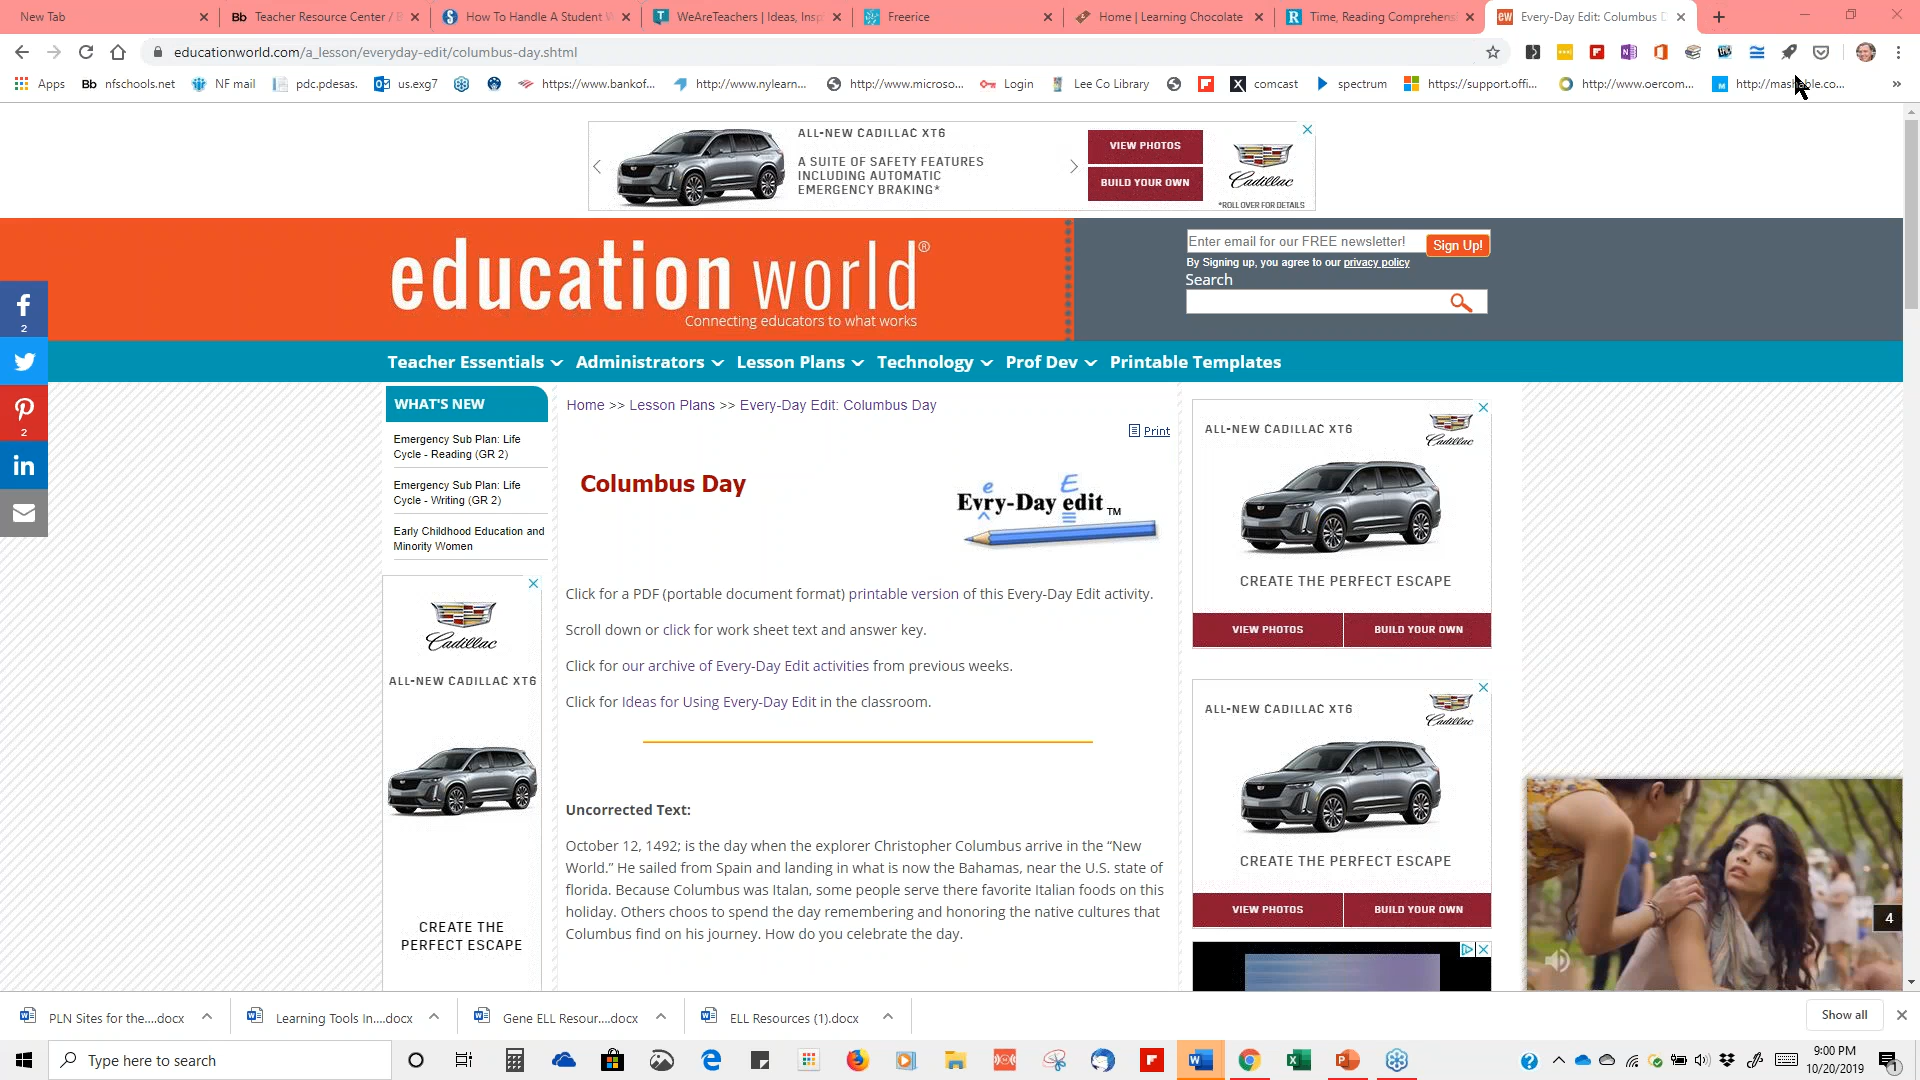 New Tab
Teacher Resource Center /
How To Handle A Student
WeAreTeachers | Ideas, Insp
Freerice
Home | Learning Chocolate
Time, Reading Comprehens
Every-Day Edit: Columbus D
educationworld.com/a_lesson/everyday-edit/columbus-day.shtml
Apps
Bb nfschools.net
NF mail
pdc.pdesas.
us.exg7
https://www.bankof...
http://www.nylearn...
http://www.microso...
Login
Lee Co Library
comcast
spectrum
https://support.offi...
http://www.oercom...
http://mashable.co...
ALL-NEW CADILLAC XT6
A SUITE OF SAFETY FEATURES
INCLUDING AUTOMATIC
EMERGENCY BRAKING*
VIEW PHOTOS
BUILD YOUR OWN
Cadillac
*ROLL OVER FOR DETAILS
education world®
Connecting educators to what works
Enter email for our FREE newsletter!
Sign Up!
By Signing up, you agree to our privacy policy
Search
2
2
Teacher Essentials
Administrators
Lesson Plans
Technology
Prof Dev
Printable Templates
WHAT'S NEW
Emergency Sub Plan: Life
Cycle - Reading (GR 2)
Emergency Sub Plan: Life
Cycle - Writing (GR 2)
Early Childhood Education and
Minority Women
Cadillac
ALL-NEW CADILLAC XT6
CREATE THE
PERFECT ESCAPE
Home >> Lesson Plans >> Every-Day Edit: Columbus Day
Print
Columbus Day
e E
Evry-Day edit ™
Click for a PDF (portable document format) printable version of this Every-Day Edit activity.
Scroll down or click for work sheet text and answer key.
Click for our archive of Every-Day Edit activities from previous weeks.
Click for Ideas for Using Every-Day Edit in the classroom.
Uncorrected Text:
October 12, 1492; is the day when the explorer Christopher Columbus arrive in the “New
World.” He sailed from Spain and landing in what is now the Bahamas, near the U.S. state of
florida. Because Columbus was Italan, some people serve there favorite Italian foods on this
holiday. Others choos to spend the day remembering and honoring the native cultures that
Columbus find on his journey. How do you celebrate the day.
ALL-NEW CADILLAC XT6
Cadillac
CREATE THE PERFECT ESCAPE
VIEW PHOTOS
BUILD YOUR OWN
ALL-NEW CADILLAC XT6
Cadillac
CREATE THE PERFECT ESCAPE
VIEW PHOTOS
BUILD YOUR OWN
4
PLN Sites for the....docx
Learning Tools In....docx
Gene ELL Resour....docx
ELL Resources (1).docx
Show all
Type here to search
9:00 PM
10/20/2019
1